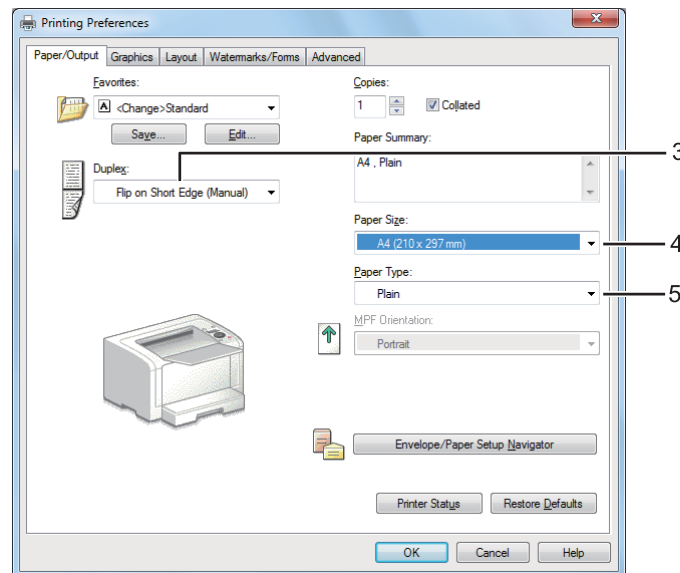 Printing Preferences
Paper/Output Graphics Layout Watermarks/Forms Advanced
Favorites:
A <Change>Standard
Save... Edit...
Duplex:
Flip on Short Edge (Manual)
Copies:
1 Collated
Paper Summary:
A4 , Plain
3
Paper Size:
A4 (210 x 297 mm)
4
Paper Type:
Plain
5
MPF Orientation:
Portrait
Envelope/Paper Setup Navigator
Printer Status Restore Defaults
OK Cancel Help